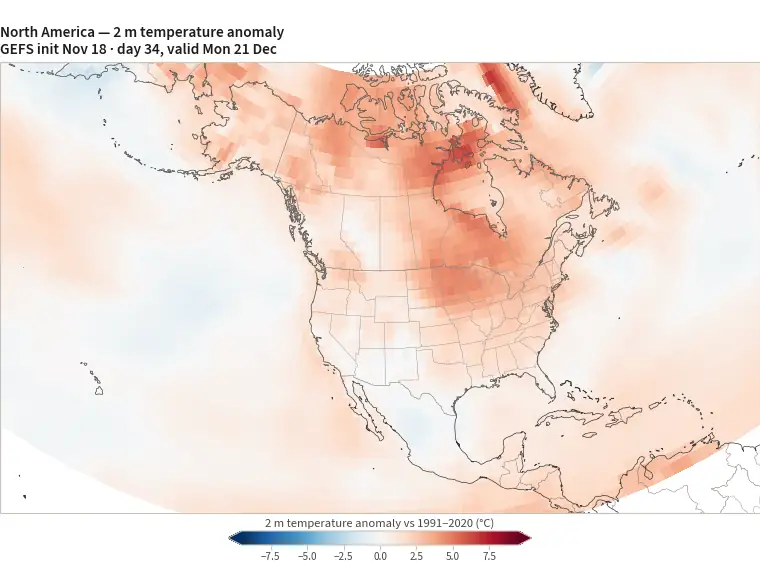 North America — 2 m temperature anomaly
GEFS init Nov 18 · day 34, valid Mon 21 Dec
2 m temperature anomaly vs 1991–2020 (°C)
−7.5 −5.0 −2.5 0.0 2.5 5.0 7.5